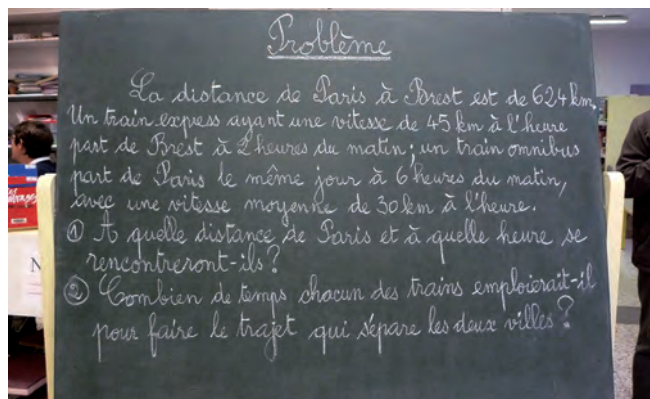 Problème
La distance de Paris à Brest est de 624 km.
Un train express ayant une vitesse de 45 km à l'heure
part de Brest à 2 heures du matin ; un train omnibus
part de Paris le même jour à 6 heures du matin,
avec une vitesse moyenne de 30 km à l'heure.
① A quelle distance de Paris et à quelle heure se
rencontreront-ils ?
② Combien de temps chacun des trains emploierait-il
pour faire le trajet qui sépare les deux villes ?
N